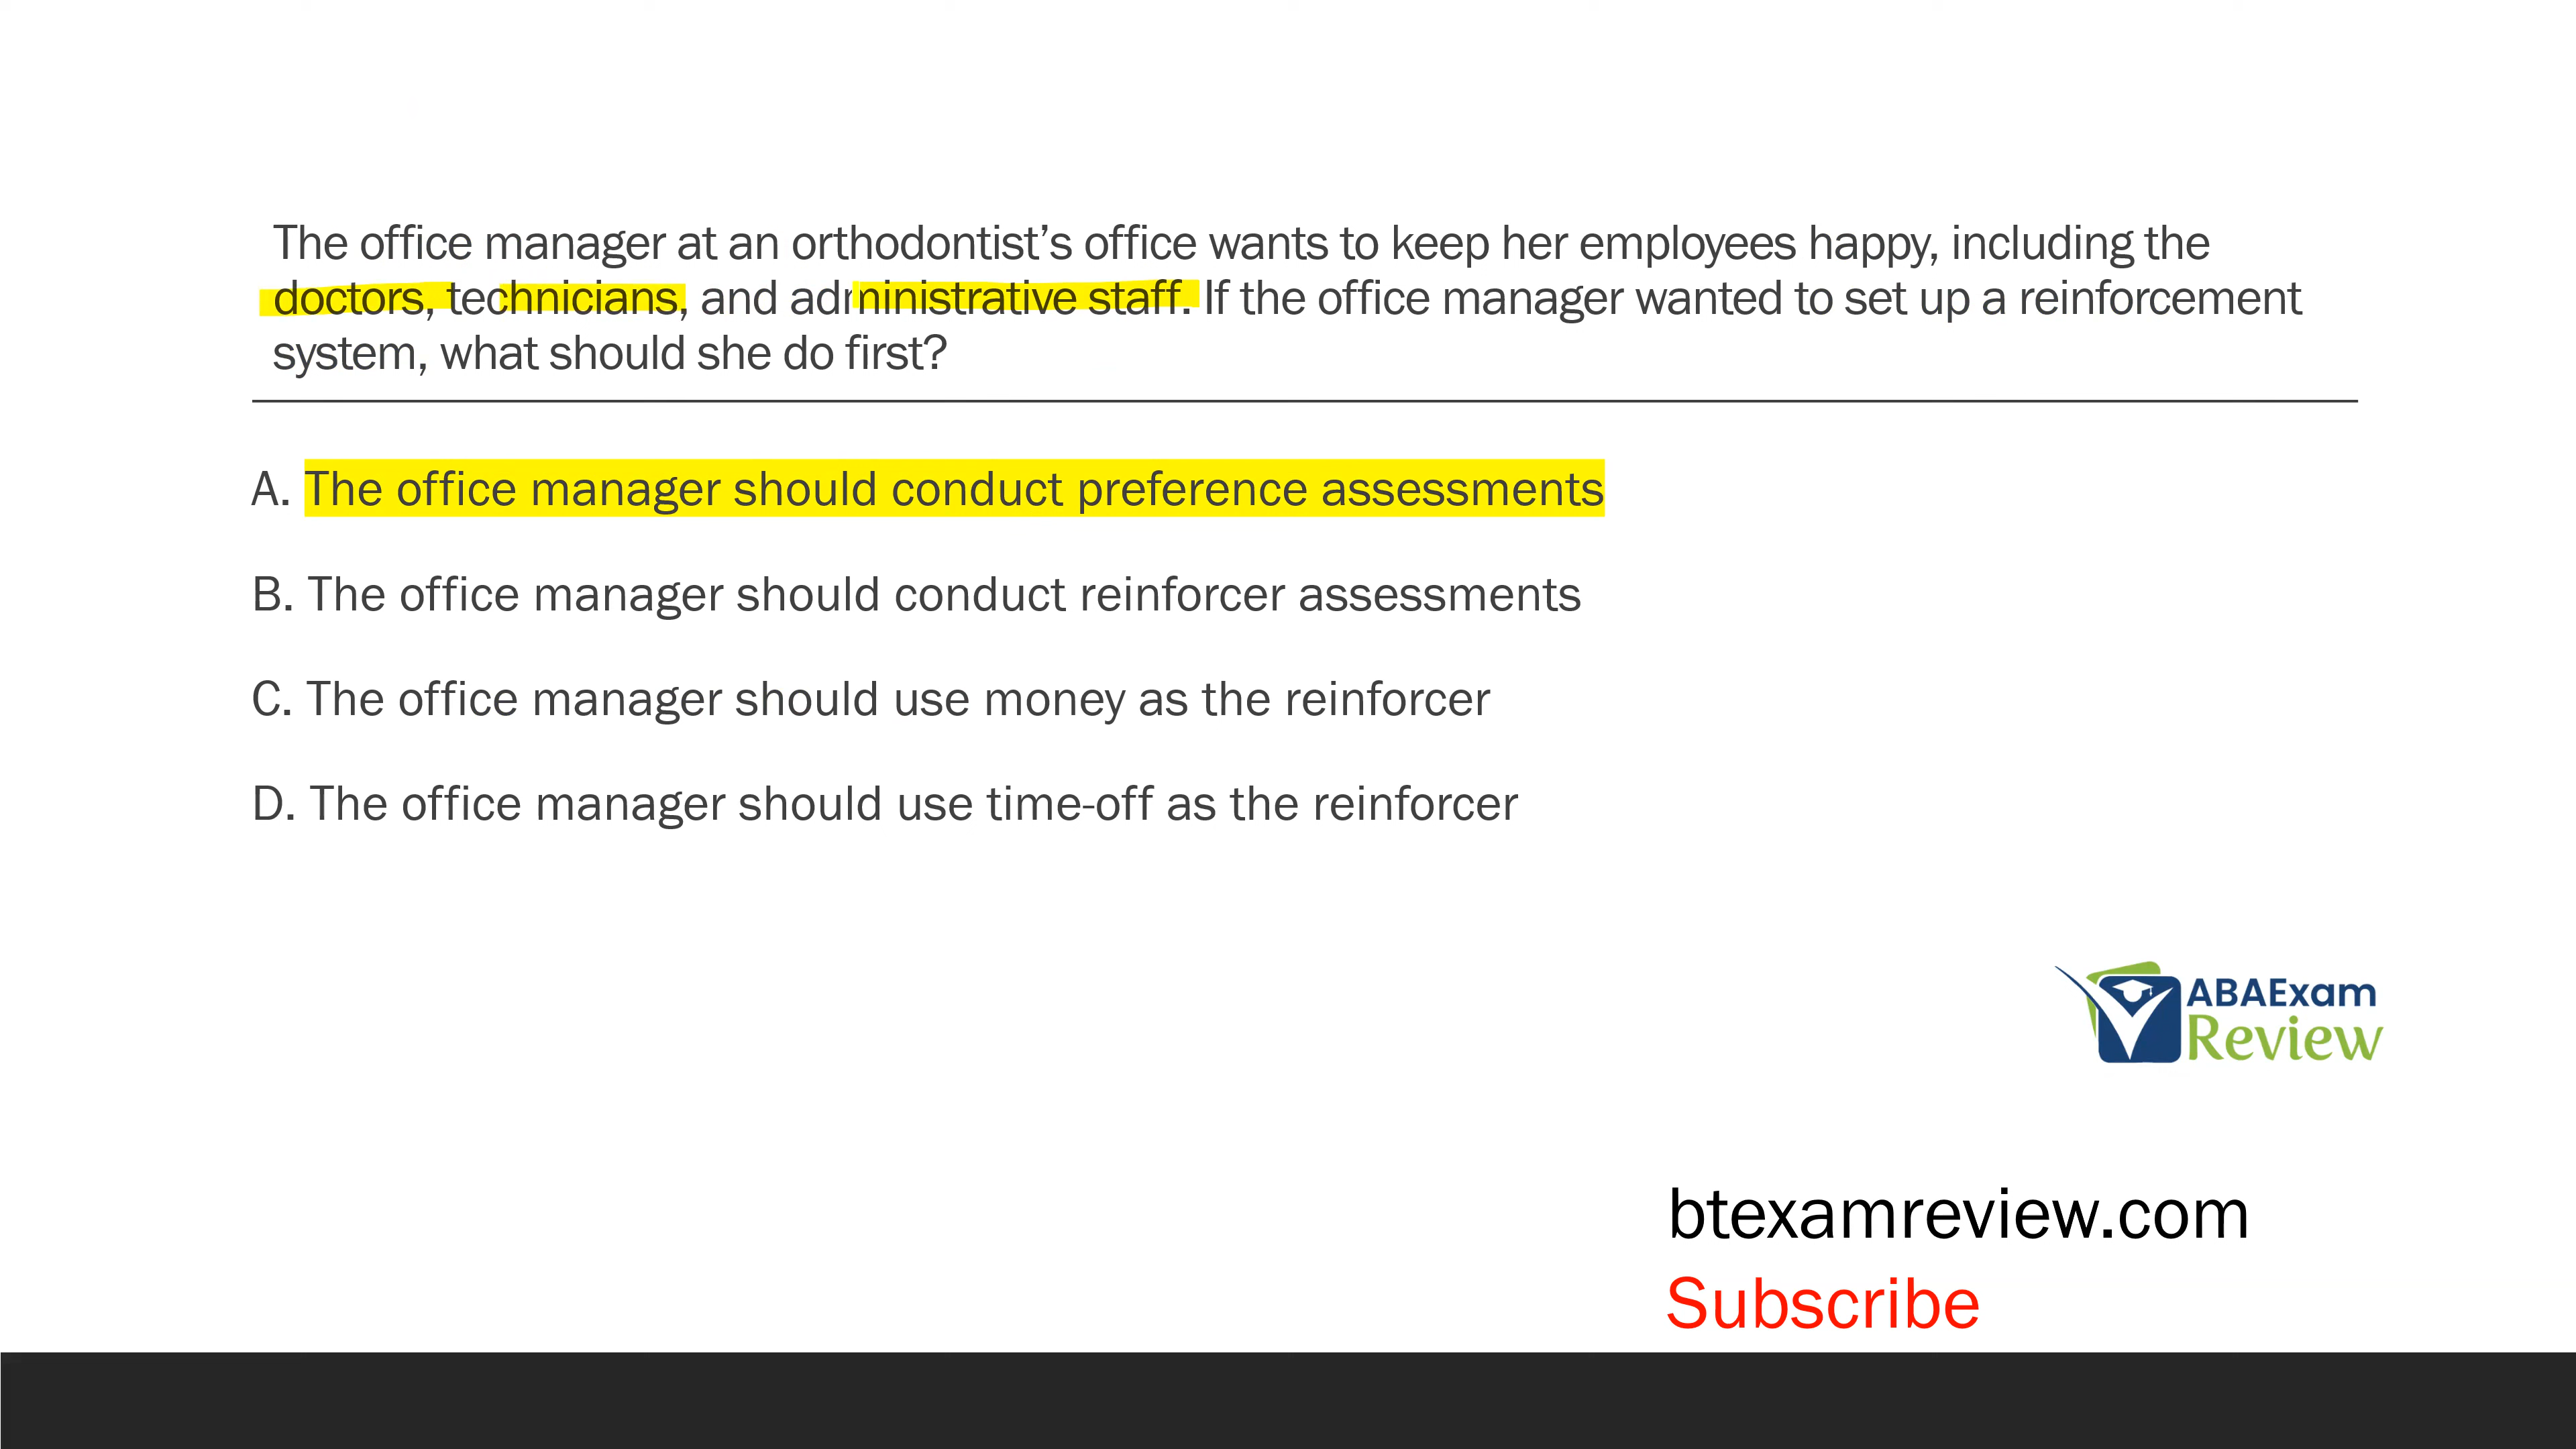 The office manager at an orthodontist’s office wants to keep her employees happy, including the
doctors, technicians, and administrative staff. If the office manager wanted to set up a reinforcement
system, what should she do first?
A. The office manager should conduct preference assessments
B. The office manager should conduct reinforcer assessments
C. The office manager should use money as the reinforcer
D. The office manager should use time-off as the reinforcer
ABAExam
Review
btexamreview.com
Subscribe